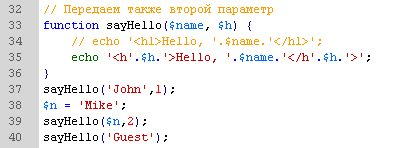 32 // Передаем также второй параметр
33 function sayHello($name, $h) {
34 // echo '<h1>Hello, '.$name.'</h1>';
35 echo '<h'.$h.'>Hello, '.$name.'</h'.$h.'>';
36 }
37 sayHello('John',1);
38 $n = 'Mike';
39 sayHello($n,2);
40 sayHello('Guest');